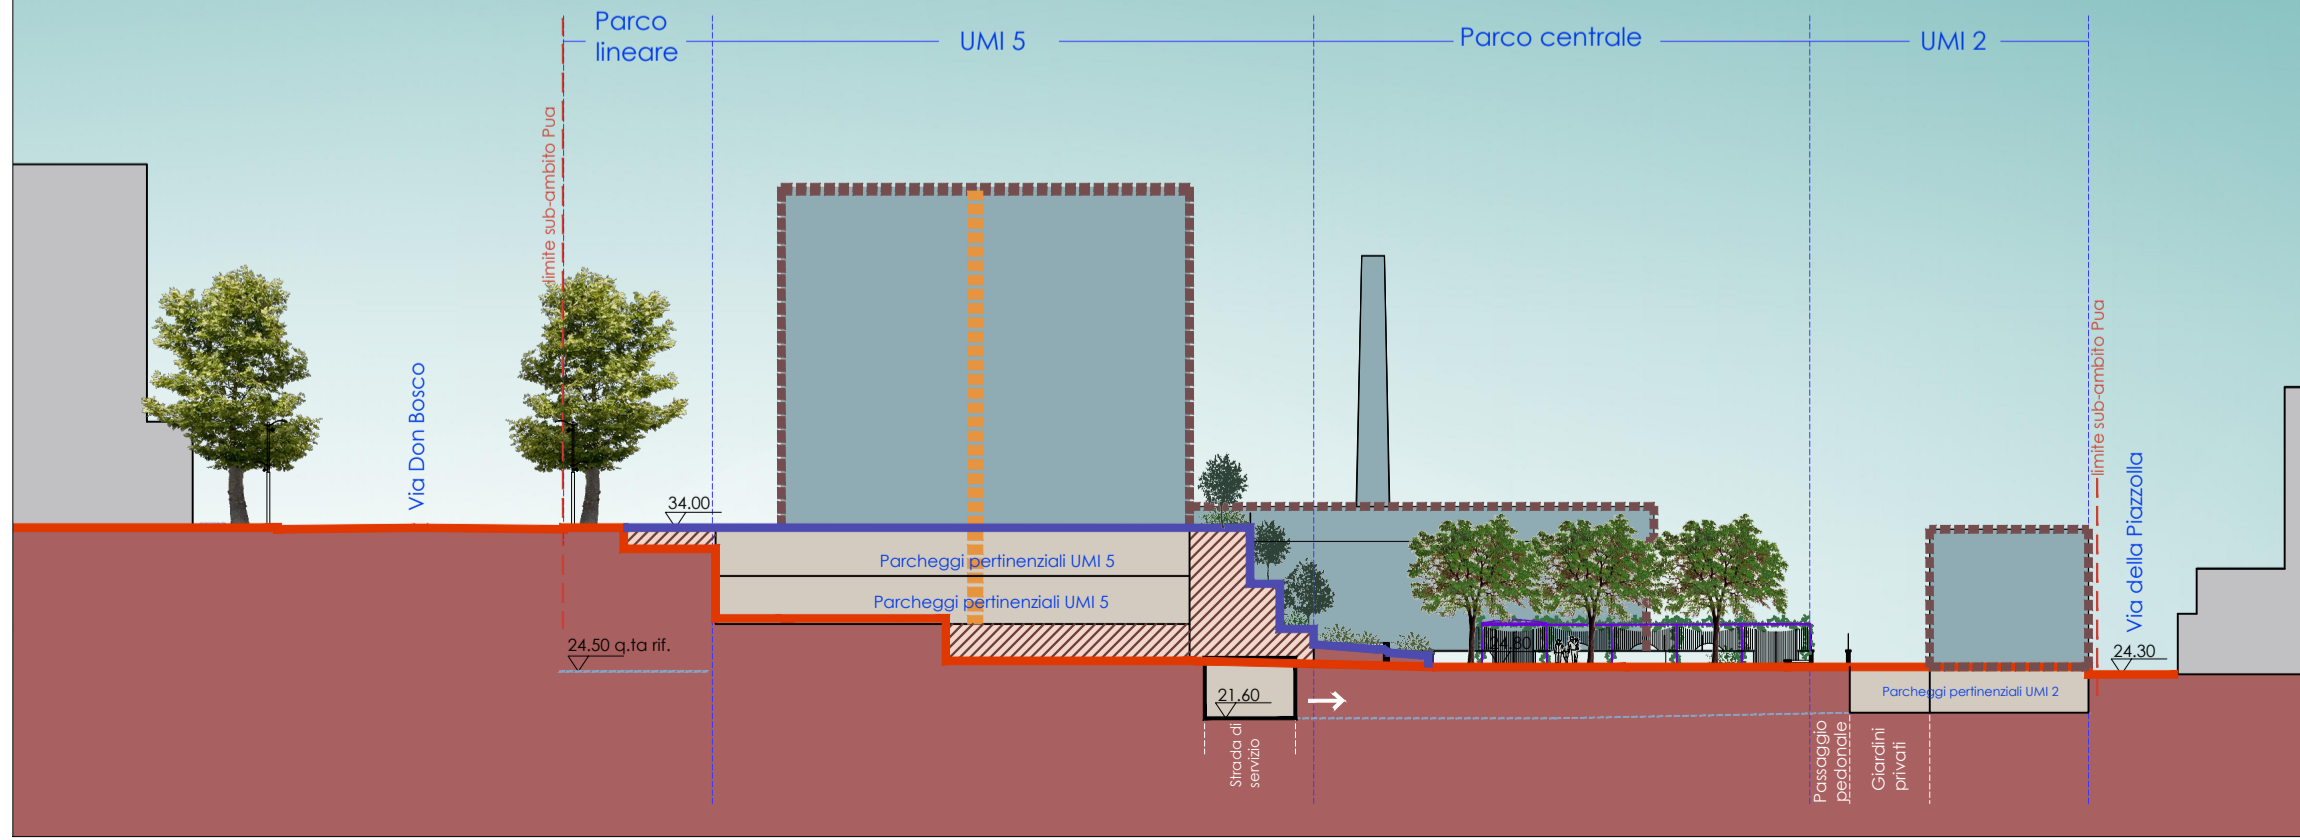 Parco
lineare
UMI 5
Parco centrale
UMI 2
limite sub-ambito Pua
Via Don Bosco
34.00
Parcheggi pertinenziali UMI 5
Parcheggi pertinenziali UMI 5
24.50 q.ta rif.
24.80
21.60
Strada di
servizio
Passaggio
pedonale
Giardini
privati
Parcheggi pertinenziali UMI 2
limite sub-ambito Pua
Via della Piazzolla
24.30